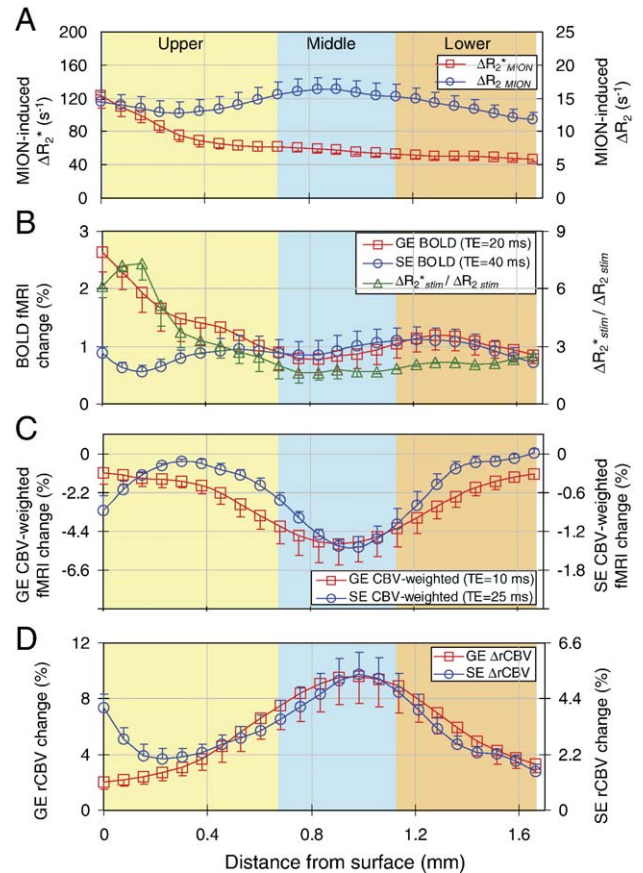 A
Upper Middle Lower
MION-induced
ΔR2* (s-1)
200
160
120
80
40
0
ΔR2*MION
ΔR2 MION
25
20
15
10
5
0
MION-induced
ΔR2 (s-1)
B
BOLD fMRI
change (%)
3
2
1
0
GE BOLD (TE=20 ms)
SE BOLD (TE=40 ms)
ΔR2*stim / ΔR2 stim
9
6
3
0
ΔR2*stim / ΔR2 stim
C
GE CBV-weighted
fMRI change (%)
0
-2.2
-4.4
-6.6
GE CBV-weighted (TE=10 ms)
SE CBV-weighted (TE=25 ms)
0
-0.6
-1.2
-1.8
SE CBV-weighted
fMRI change (%)
D
GE rCBV change (%)
12
8
4
0
GE ΔrCBV
SE ΔrCBV
6.6
4.4
2.2
0
SE rCBV change (%)
0 0.4 0.8 1.2 1.6
Distance from surface (mm)